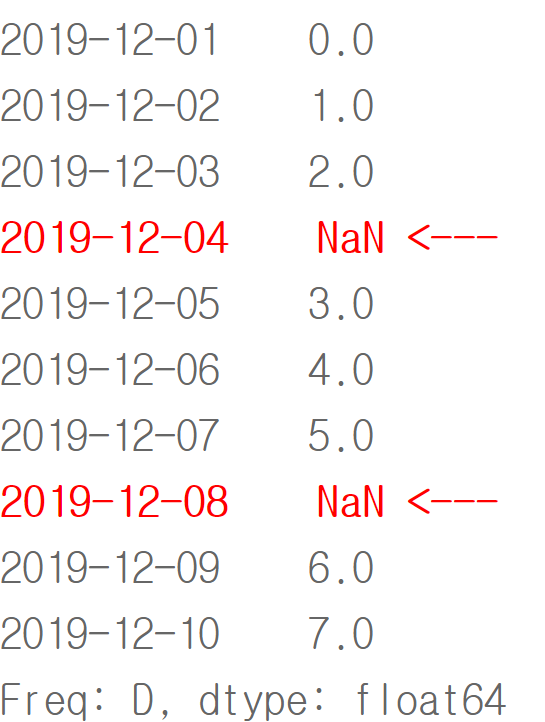 2019-12-01    0.0
2019-12-02    1.0
2019-12-03    2.0
2019-12-04    NaN <---
2019-12-05    3.0
2019-12-06    4.0
2019-12-07    5.0
2019-12-08    NaN <---
2019-12-09    6.0
2019-12-10    7.0
Freq: D, dtype: float64